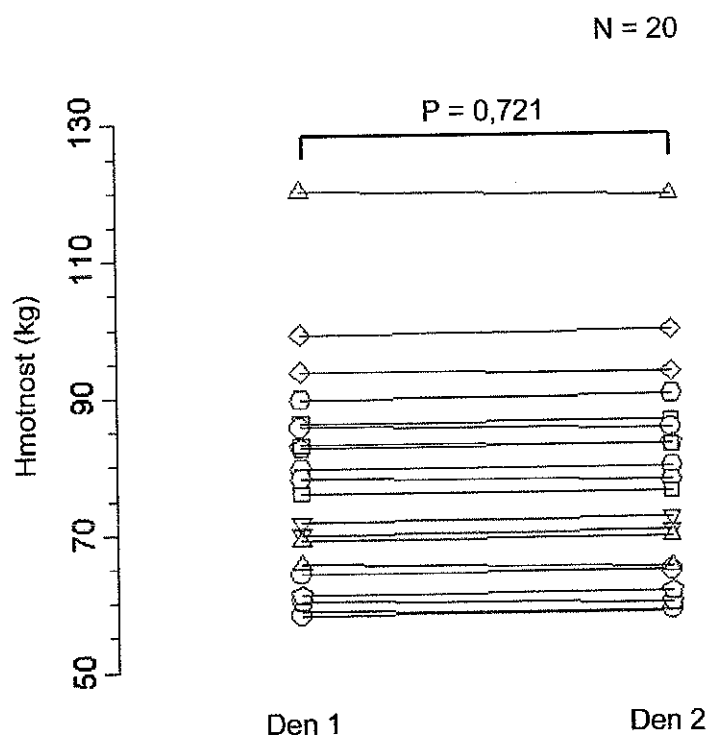 N = 20
P = 0,721
130
110
90
70
50
Hmotnost (kg)
Den 1
Den 2